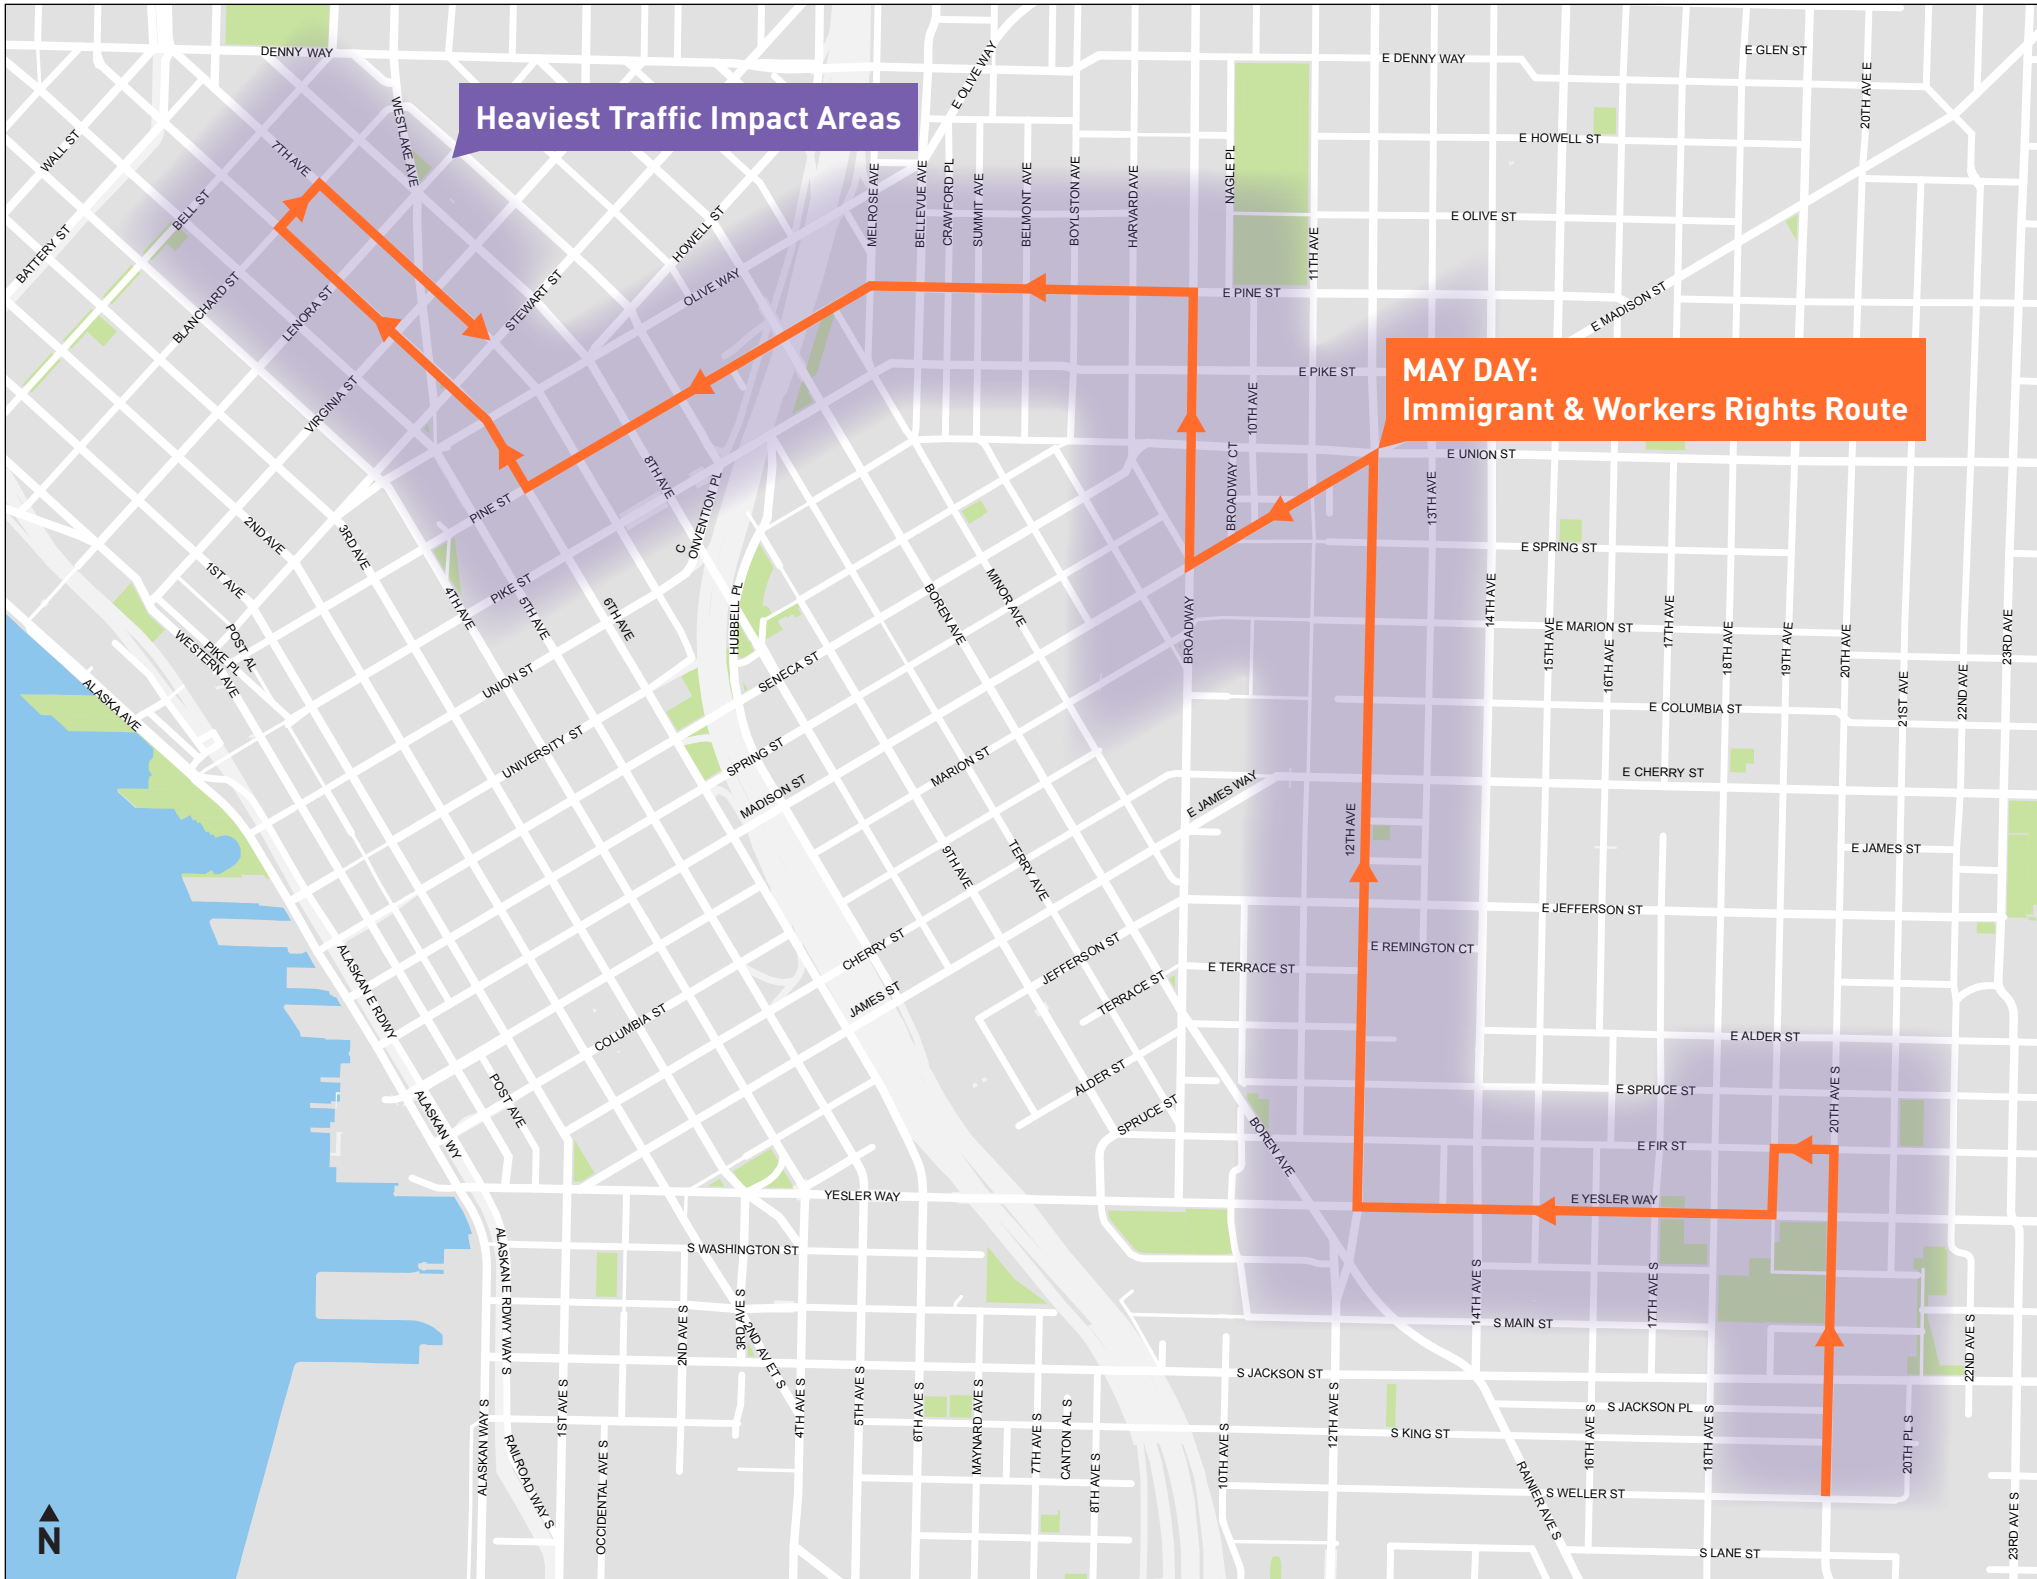 DENNY WAY
E OLIVE WAY
E DENNY WAY
E GLEN ST
20TH AVE E
Heaviest Traffic Impact Areas
WALL ST
7TH AVE
WESTLAKE AVE
E HOWELL ST
BELL ST
BATTERY ST
MELROSE AVE
BELLEVUE AVE
CRAWFORD PL
SUMMIT AVE
BELMONT AVE
BOYLSTON AVE
HARVARD AVE
NAGLE PL
11TH AVE
E OLIVE ST
HOWELL ST
OLIVE WAY
STEWART ST
BLANCHARD ST
LENORA ST
VIRGINIA ST
E PINE ST
E MADISON ST
E PIKE ST
MAY DAY:
Immigrant & Workers Rights Route
10TH AVE
BROADWAY CT
E UNION ST
13TH AVE
8TH AVE
C
ONVENTION PL
PINE ST
2ND AVE
3RD AVE
1ST AVE
PIKE ST
4TH AVE
5TH AVE
6TH AVE
HUBBELL PL
BOREN AVE
MINOR AVE
BROADWAY
E SPRING ST
14TH AVE
E MARION ST
15TH AVE
16TH AVE
17TH AVE
18TH AVE
19TH AVE
20TH AVE
21ST AVE
22ND AVE
23RD AVE
POST AL
PIKE PL
WESTERN AVE
ALASKA AVE
UNION ST
SENECA ST
UNIVERSITY ST
SPRING ST
MADISON ST
MARION ST
E COLUMBIA ST
E CHERRY ST
E JAMES WAY
12TH AVE
E JAMES ST
9TH AVE
TERRY AVE
E JEFFERSON ST
E REMINGTON CT
CHERRY ST
JEFFERSON ST
E TERRACE ST
TERRACE ST
JAMES ST
ALASKAN E RDWY
COLUMBIA ST
E ALDER ST
ALDER ST
E SPRUCE ST
SPRUCE ST
20TH AVE S
POST AVE
ALASKAN WY
BOREN AVE
E FIR ST
YESLER WAY
E YESLER WAY
S WASHINGTON ST
ALASKAN E RDWY WAY S
2ND AVE S
3RD AVE S
2ND AV ET S
14TH AVE S
17TH AVE S
S MAIN ST
22ND AVE S
S JACKSON ST
ALASKAN WAY S
1ST AVE S
4TH AVE S
5TH AVE S
6TH AVE S
MAYNARD AVE S
7TH AVE S
CANTON AL S
8TH AVE S
10TH AVE S
12TH AVE S
S JACKSON PL
S KING ST
16TH AVE S
18TH AVE S
20TH PL S
RAILROAD WAY S
OCCIDENTAL AVE S
RAINIER AVE S
S WELLER ST
S LANE ST
23RD AVE S
N